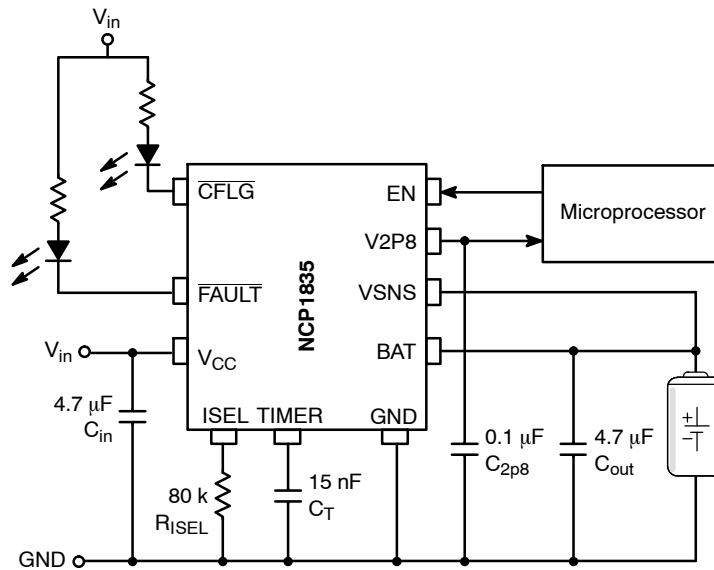 Vin
CFLG
EN
Microprocessor
V2P8
FAULT
NCP1835
VSNS
Vin
VCC
BAT
4.7 μF
Cin
ISEL
TIMER
GND
80 k
RISEL
15 nF
CT
0.1 μF
C2p8
4.7 μF
Cout
+
−
GND